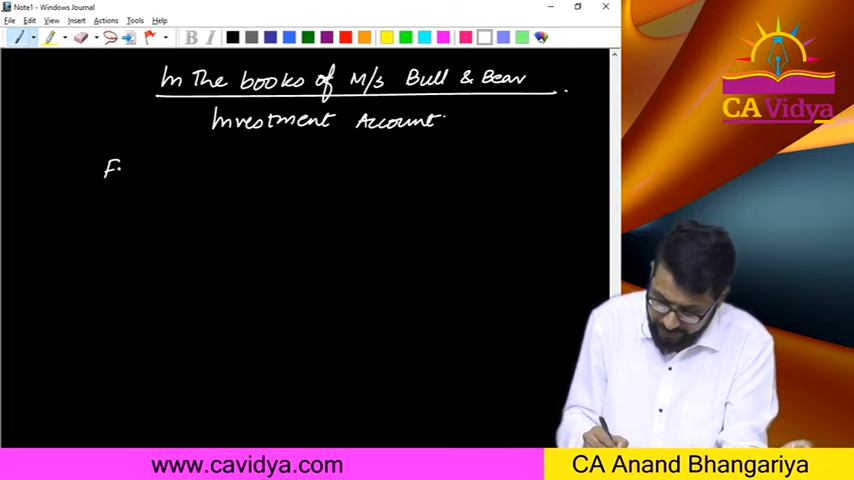 Note1 - Windows Journal
File Edit View Insert Actions Tools Help
B I
In The books of M/s Bull & Bear
Investment Account
F.
CA Vidya
www.cavidya.com
CA Anand Bhangariya